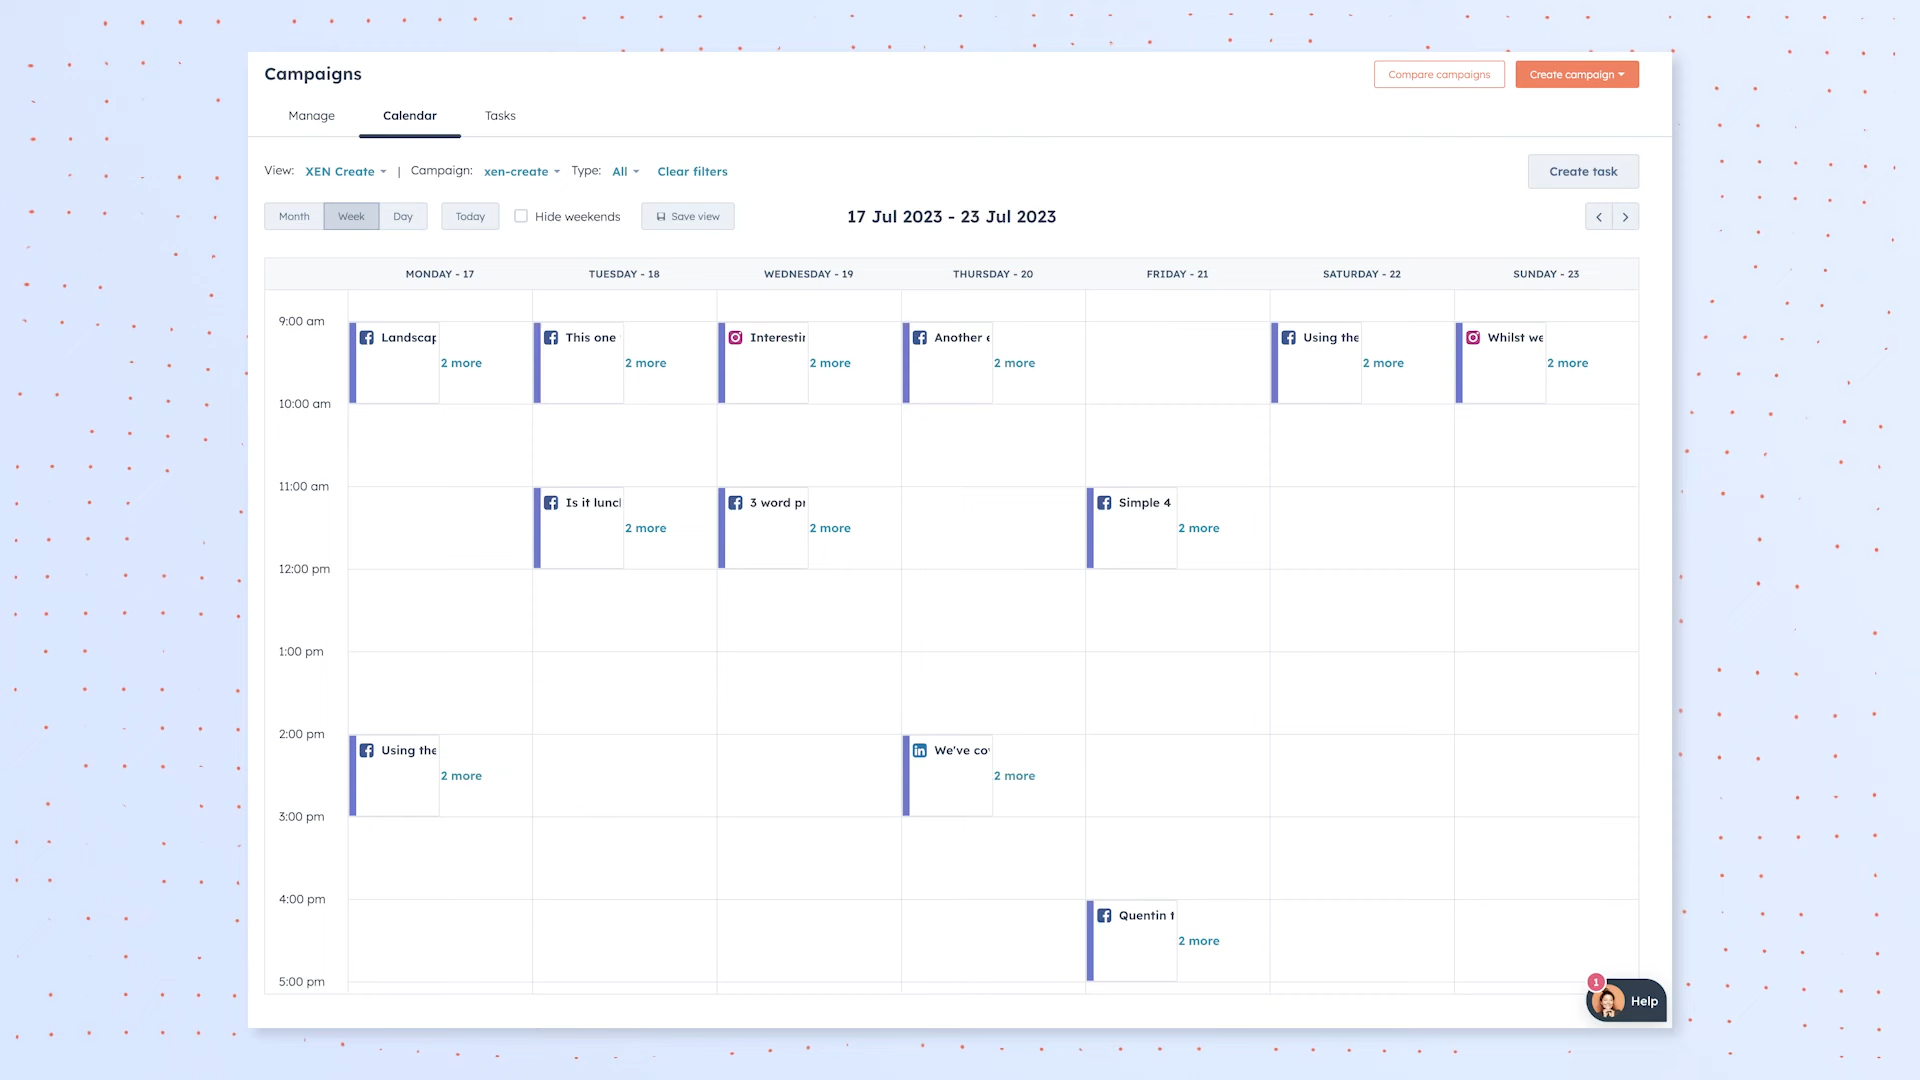 Campaigns
Compare campaigns
Create campaign
Manage
Calendar
Tasks
View: XEN Create | Campaign: xen-create Type: All Clear filters
Create task
Month Week Day Today Hide weekends Save view
17 Jul 2023 - 23 Jul 2023
MONDAY - 17 TUESDAY - 18 WEDNESDAY - 19 THURSDAY - 20 FRIDAY - 21 SATURDAY - 22 SUNDAY - 23
9:00 am
Landscap This one Interestin Another e Using the Whilst we
2 more 2 more 2 more 2 more 2 more 2 more
10:00 am
11:00 am
Is it lunch 3 word pr Simple 4
2 more 2 more 2 more
12:00 pm
1:00 pm
2:00 pm
Using the We've co
2 more 2 more
3:00 pm
4:00 pm
Quentin t
2 more
5:00 pm
1
Help